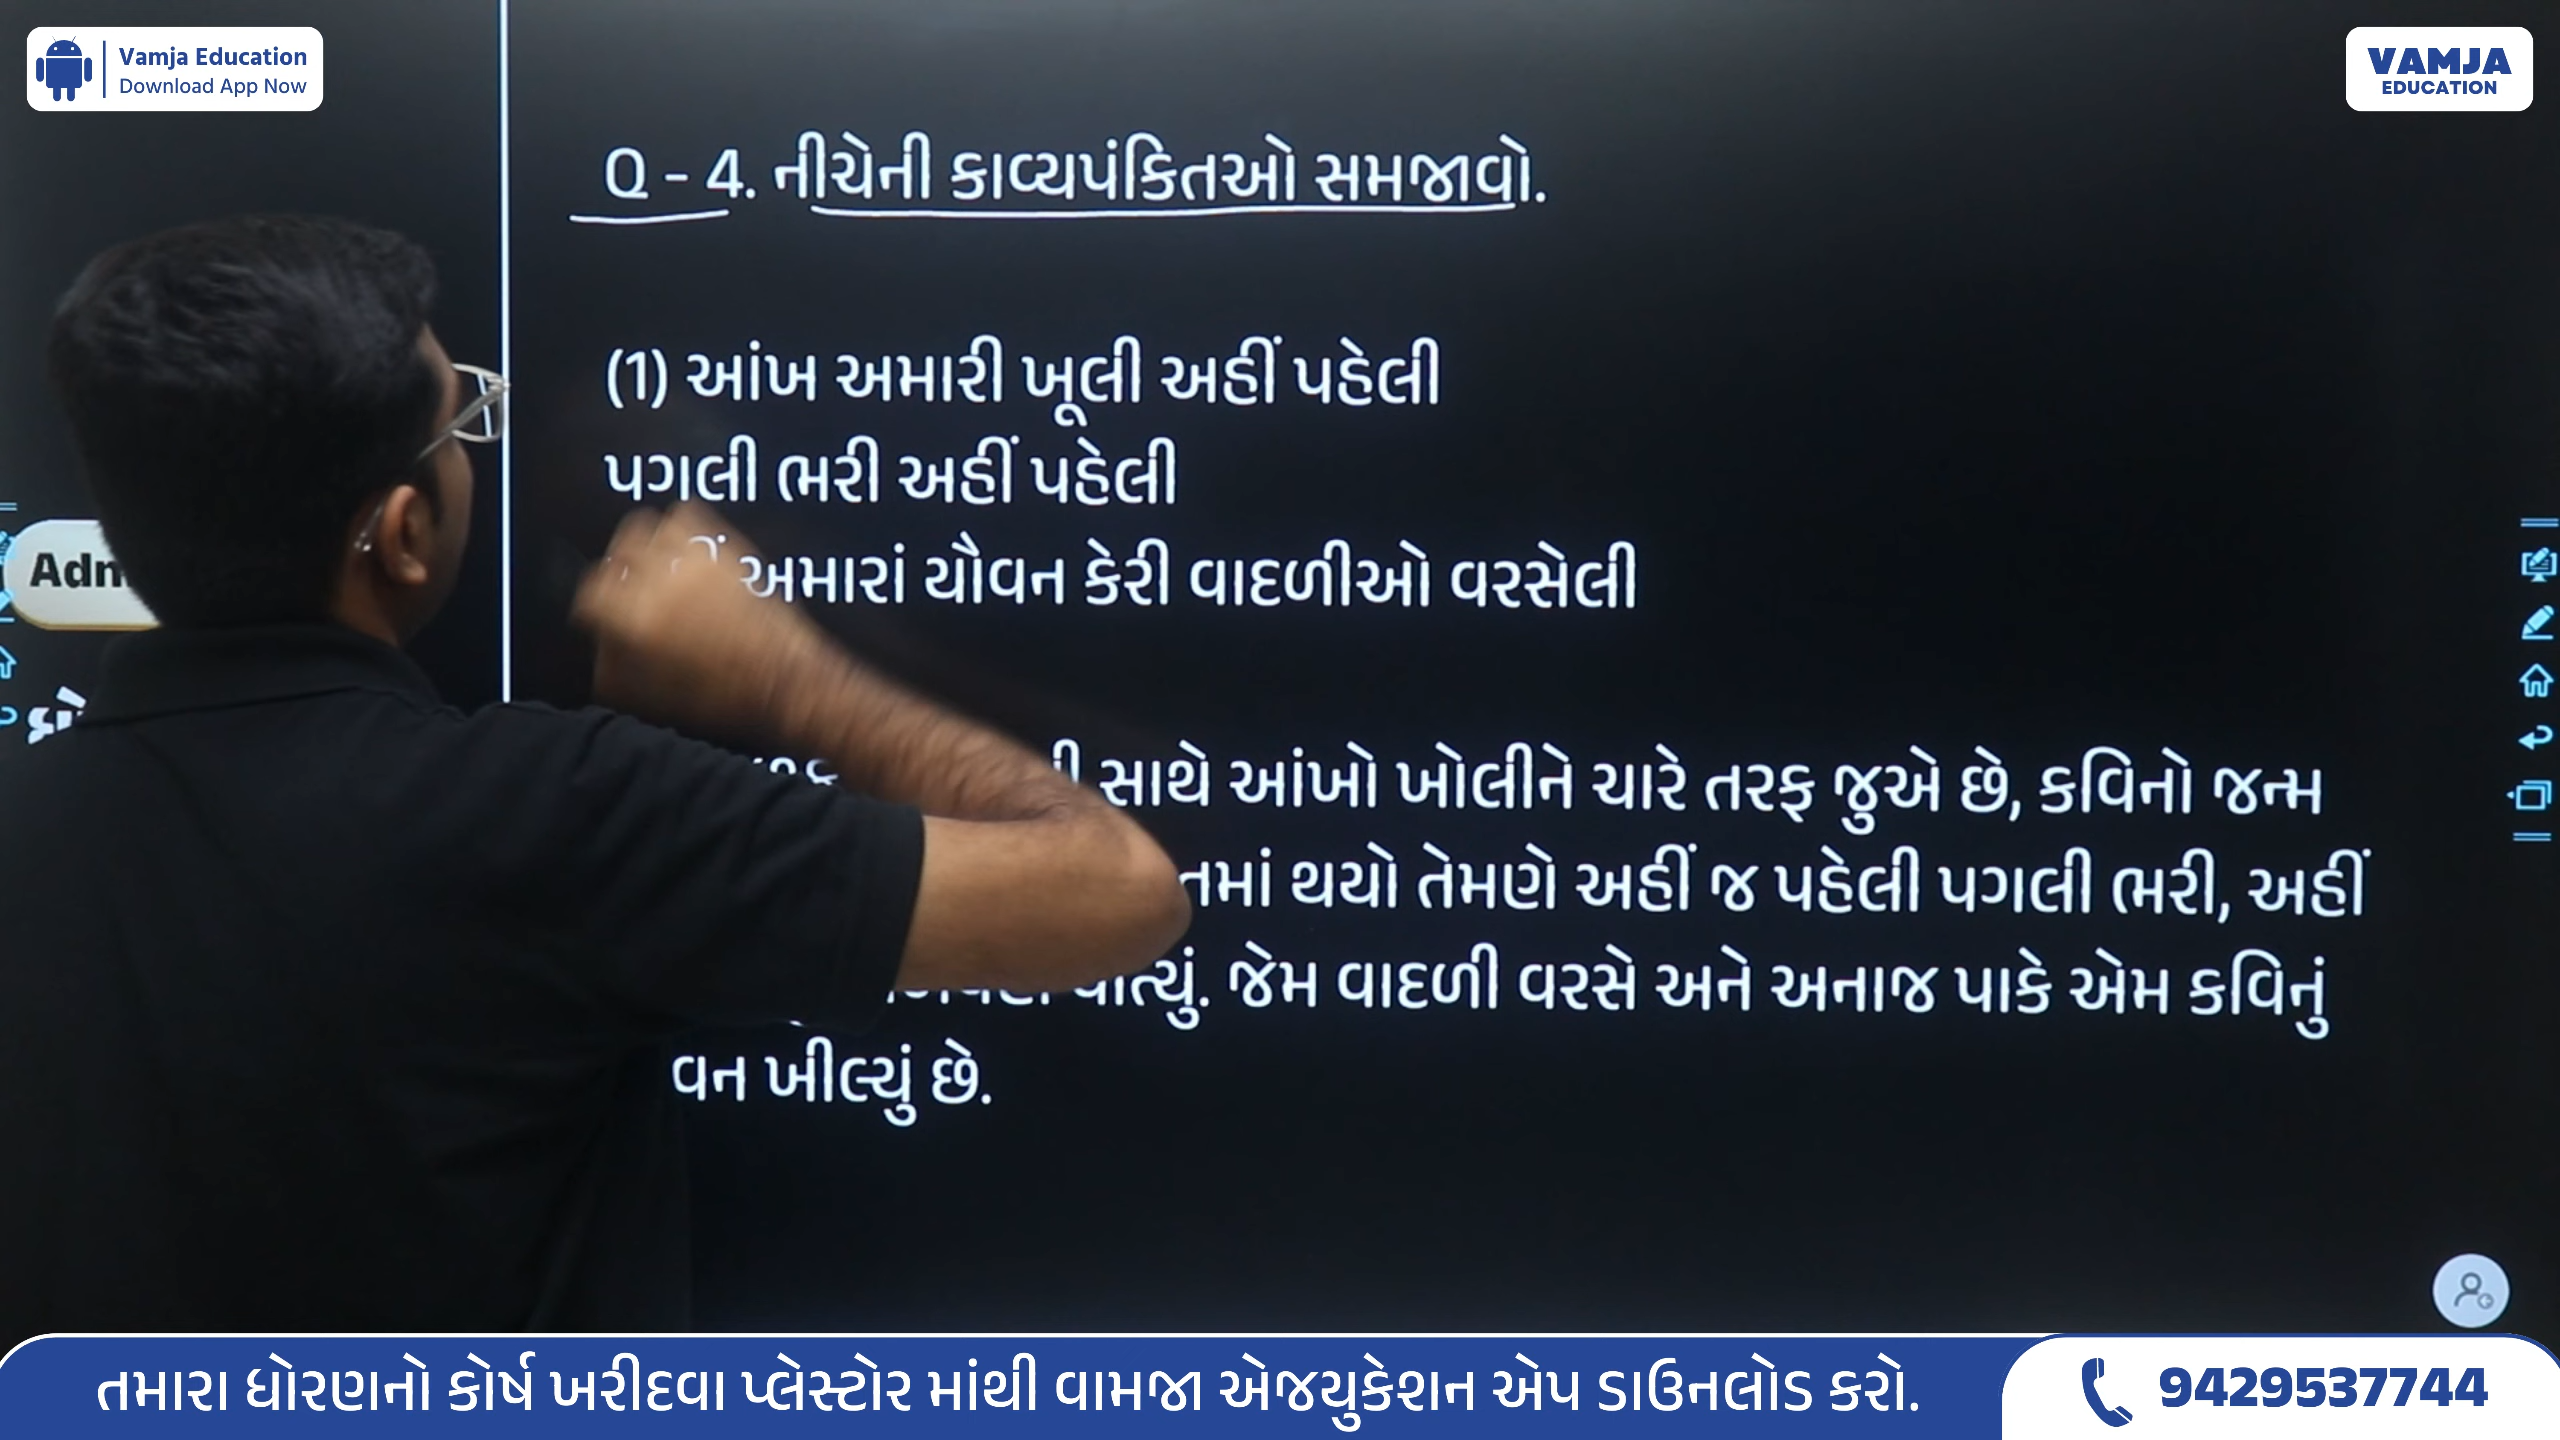 Vamja Education
Download App Now
VAMJA
EDUCATION
Q - 4. નીચેની કાવ્યપંકિતઓ સમજાવો.
(1) આંખ અમારી ખૂલી અહીં પહેલી
પગલી ભરી અહીં પહેલી
અમારાં યૌવન કેરી વાદળીઓ વરસેલી
સાથે આંખો ખોલીને ચારે તરફ જુએ છે, કવિનો જન્મ
થયો તેમણે અહીં જ પહેલી પગલી ભરી, અહીં
જેમ વાદળી વરસે અને અનાજ પાકે એમ કવિનું
વન ખીલ્યું છે.
તમારા ધોરણનો કોર્ષ ખરીદવા પ્લેસ્ટોર માંથી વામજા એજયુકેશન એપ ડાઉનલોડ કરો.
9429537744